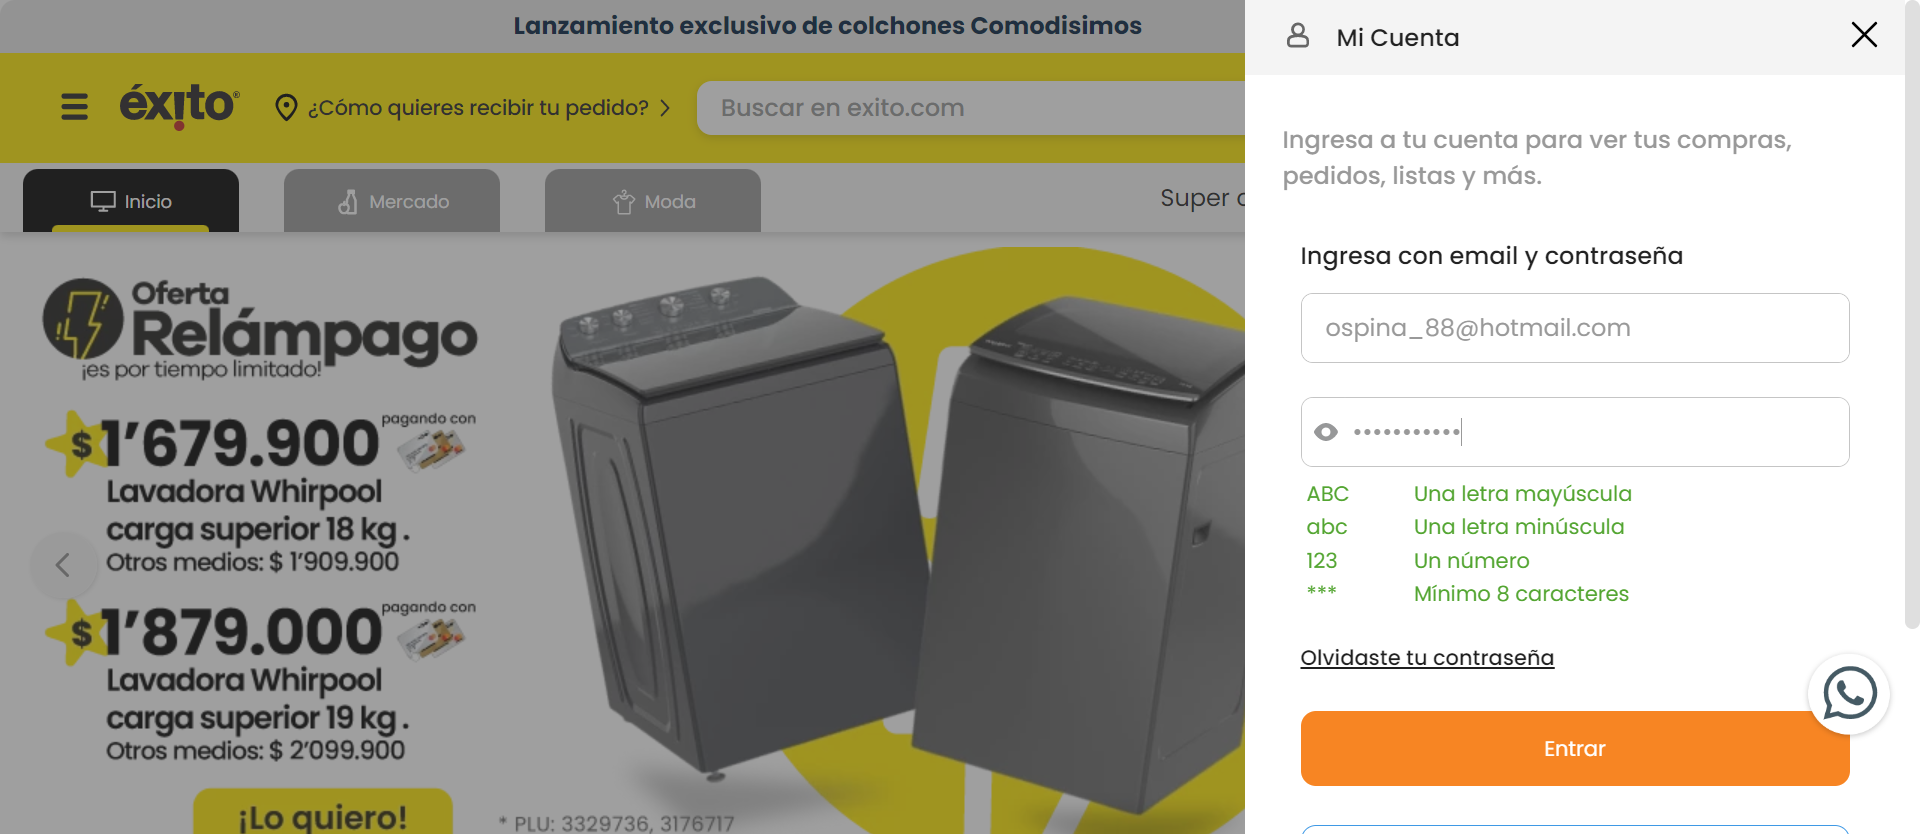 Lanzamiento exclusivo de colchones Comodisimos
éxito®
¿Cómo quieres recibir tu pedido?
Buscar en exito.com
Inicio
Mercado
Moda
Super
Oferta
Relámpago
¡es por tiempo limitado!
$ 1’679.900
pagando con
Lavadora Whirpool
carga superior 18 kg.
Otros medios: $ 1’909.900
$ 1’879.000
pagando con
Lavadora Whirpool
carga superior 19 kg.
Otros medios: $ 2’099.900
¡Lo quiero!
* PLU: 3329736, 3176717
Mi Cuenta
Ingresa a tu cuenta para ver tus compras,
pedidos, listas y más.
Ingresa con email y contraseña
ospina_88@hotmail.com
•••••••••••
ABC Una letra mayúscula
abc Una letra minúscula
123 Un número
*** Mínimo 8 caracteres
Olvidaste tu contraseña
Entrar